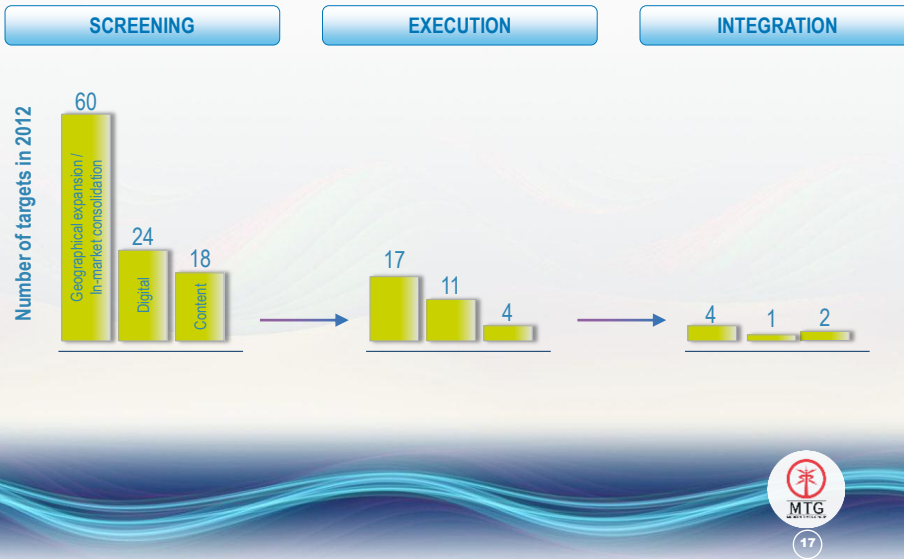 SCREENING
EXECUTION
INTEGRATION
Number of targets in 2012
60
Geographical expansion /
In-market consolidation
24
Digital
18
Content
17
11
4
4
1
2
MTG
17